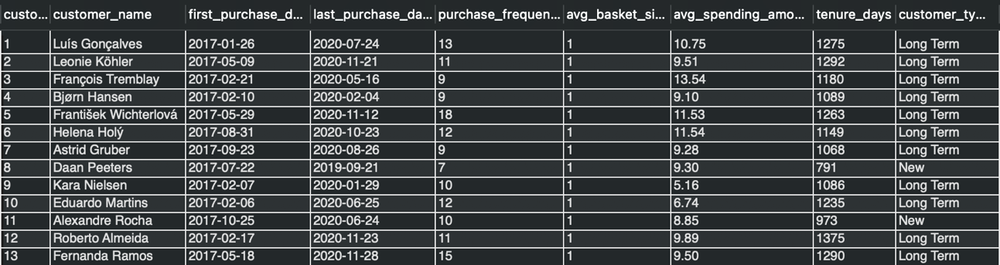 custo... customer_name first_purchase_d... last_purchase_da... purchase_frequen... avg_basket_si... avg_spending_amo... tenure_days customer_ty...
1 Luís Gonçalves 2017-01-26 2020-07-24 13 1 10.75 1275 Long Term
2 Leonie Köhler 2017-05-09 2020-11-21 11 1 9.51 1292 Long Term
3 François Tremblay 2017-02-21 2020-05-16 9 1 13.54 1180 Long Term
4 Bjørn Hansen 2017-02-10 2020-02-04 9 1 9.10 1089 Long Term
5 František Wichterlová 2017-05-29 2020-11-12 18 1 11.53 1263 Long Term
6 Helena Holý 2017-08-31 2020-10-23 12 1 11.54 1149 Long Term
7 Astrid Gruber 2017-09-23 2020-08-26 9 1 9.28 1068 Long Term
8 Daan Peeters 2017-07-22 2019-09-21 7 1 9.30 791 New
9 Kara Nielsen 2017-02-07 2020-01-29 10 1 5.16 1086 Long Term
10 Eduardo Martins 2017-02-06 2020-06-25 12 1 6.74 1235 Long Term
11 Alexandre Rocha 2017-10-25 2020-06-24 10 1 8.85 973 New
12 Roberto Almeida 2017-02-17 2020-11-23 11 1 9.89 1375 Long Term
13 Fernanda Ramos 2017-05-18 2020-11-28 15 1 9.50 1290 Long Term